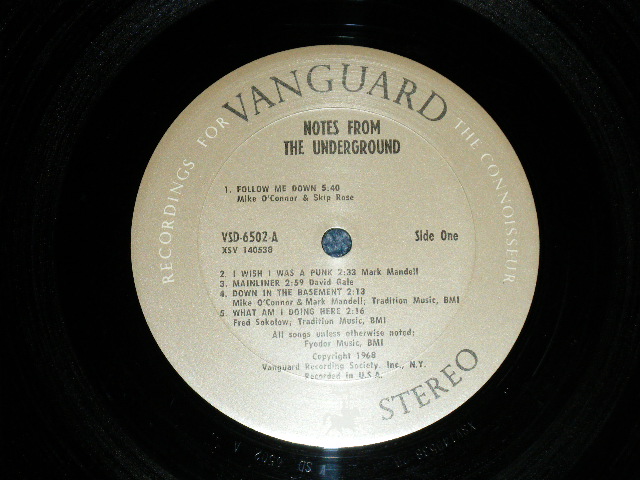 RECORDINGS FOR VANGUARD THE CONNOISSEUR
NOTES FROM
THE UNDERGROUND
1. FOLLOW ME DOWN 5:40
Mike O'Connor & Skip Rose
VSD-6502-A Side One
XSV 140538
2. I WISH I WAS A PUNK 2:33 Mark Mandell
3. MAINLINER 2:59 David Gale
4. DOWN IN THE BASEMENT 2:13
Mike O'Connor & Mark Mandell; Tradition Music, BMI
5. WHAT AM I DOING HERE 2:16
Fred Sokolow; Tradition Music, BMI
All songs unless otherwise noted;
Fyodor Music, BMI
Copyright 1968
Vanguard Recording Society, Inc., N.Y.
Recorded in U.S.A.
STEREO